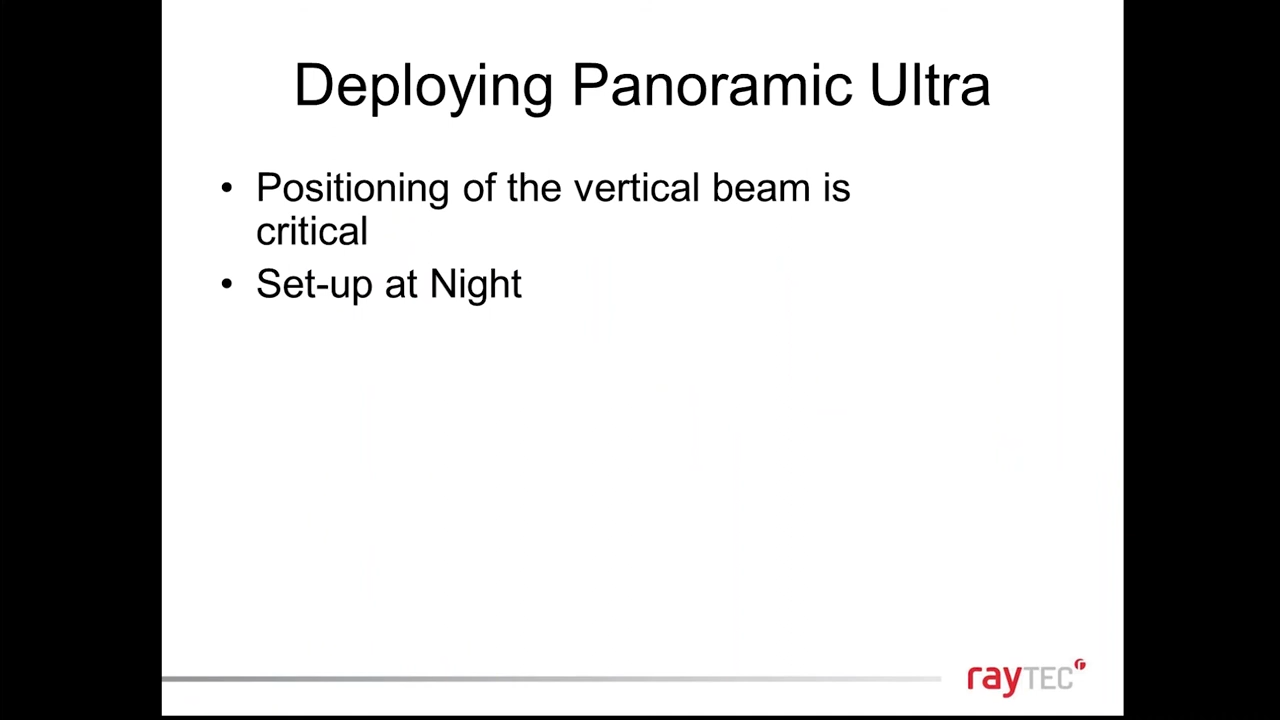 Deploying Panoramic Ultra
• Positioning of the vertical beam is
critical
• Set-up at Night
rayTEC